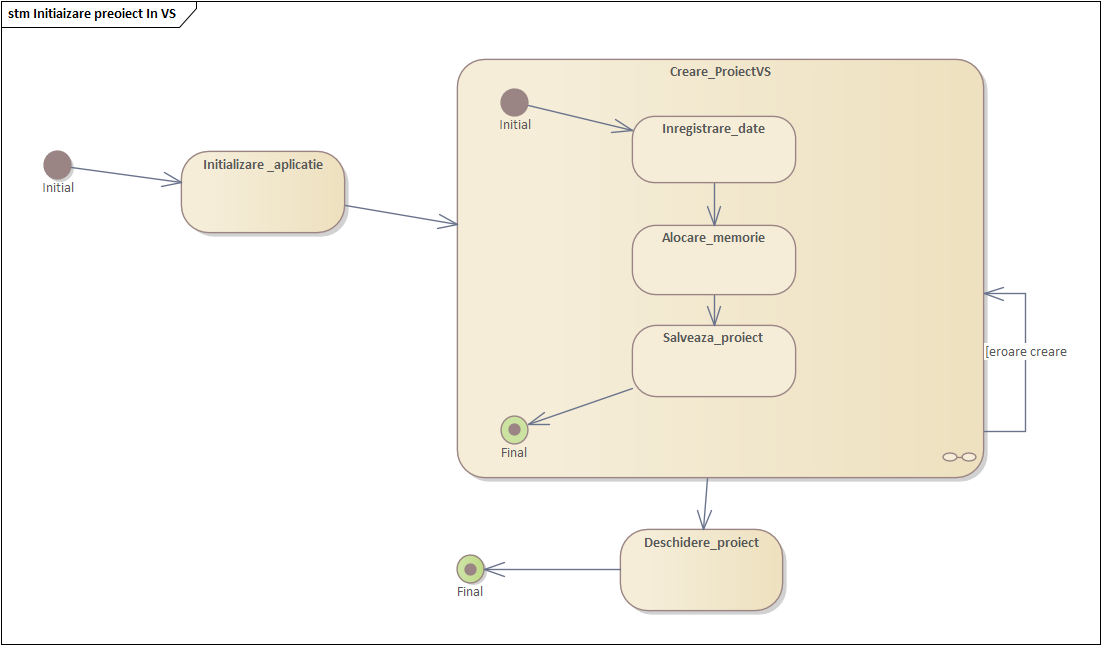 stm Initiaizare preoiect In VS
Creare_ProiectVS
Initial
Inregistrare_date
Initial
Initializare _aplicatie
Alocare_memorie
Salveaza_proiect
[eroare creare
Final
Deschidere_proiect
Final